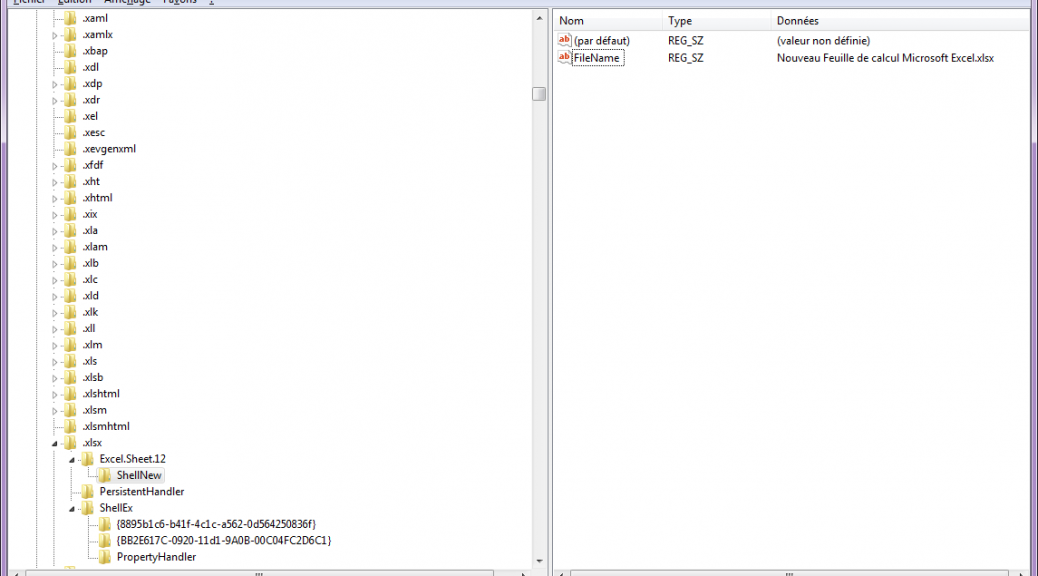 Fichier Edition Affichage Favoris ?
.xaml
.xamlx
.xbap
.xdl
.xdp
.xdr
.xel
.xesc
.xevgenxml
.xfdf
.xht
.xhtml
.xix
.xla
.xlam
.xlb
.xlc
.xld
.xlk
.xll
.xlm
.xls
.xlsb
.xlshtml
.xlsm
.xlsmhtml
.xlsx
Excel.Sheet.12
ShellNew
PersistentHandler
ShellEx
{8895b1c6-b41f-4c1c-a562-0d564250836f}
{BB2E617C-0920-11d1-9A0B-00C04FC2D6C1}
PropertyHandler
Nom Type Données
ab (par défaut) REG_SZ (valeur non définie)
ab FileName REG_SZ Nouveau Feuille de calcul Microsoft Excel.xlsx